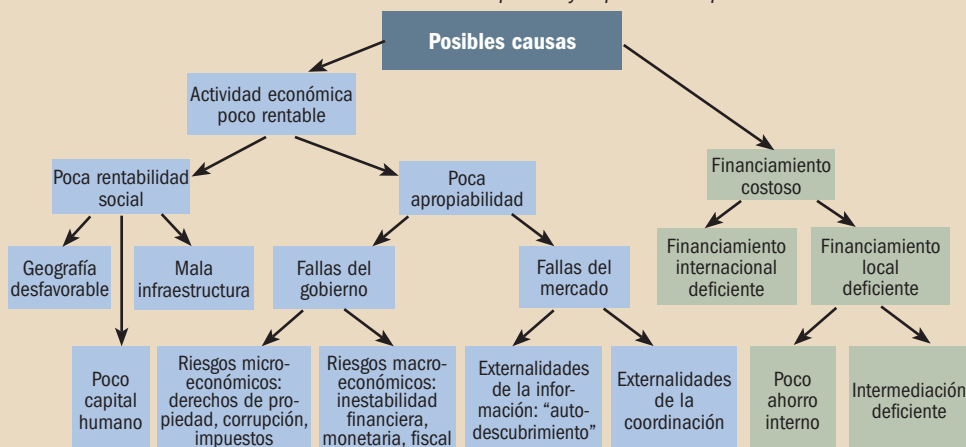 Posibles causas
Actividad económica
poco rentable
Poca rentabilidad
social
Poca
apropiabilidad
Financiamiento
costoso
Geografía
desfavorable
Mala
infraestructura
Fallas del
gobierno
Fallas del
mercado
Financiamiento
internacional
deficiente
Financiamiento
local
deficiente
Poco
capital
humano
Riesgos micro-
económicos:
derechos de pro-
piedad, corrupción,
impuestos
Riesgos macro-
económicos:
inestabilidad
financiera,
monetaria, fiscal
Externalidades
de la infor-
mación: “auto-
descubrimiento”
Externalidades
de la
coordinación
Poco
ahorro
interno
Intermediación
deficiente